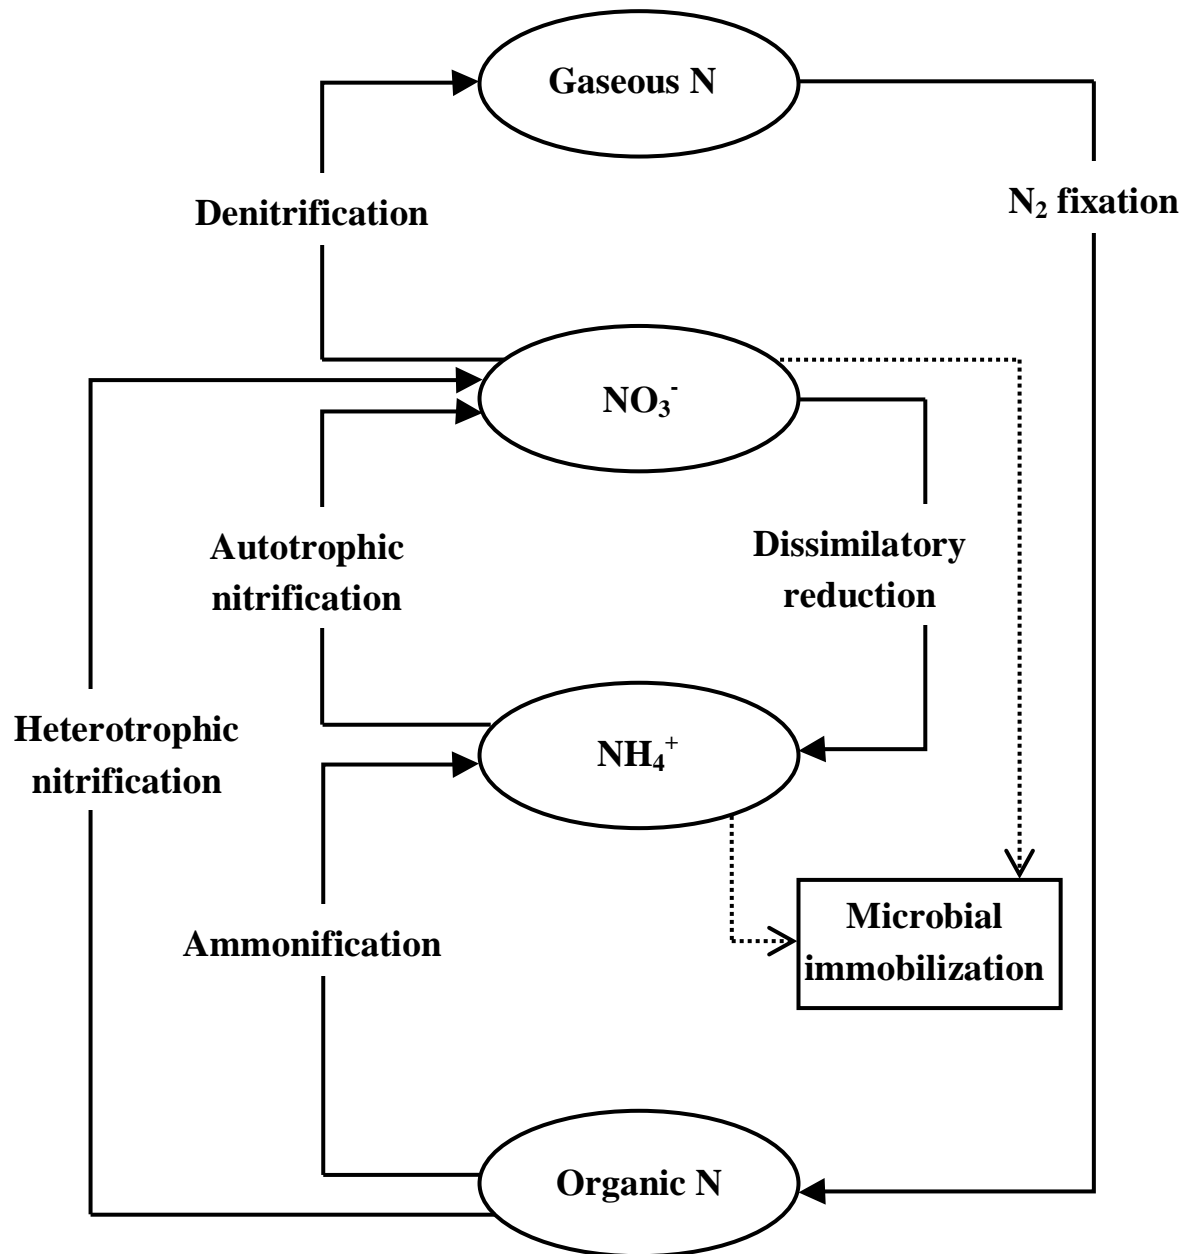 Gaseous N
N₂ fixation
Denitrification
NO₃⁻
Autotrophic
nitrification
Dissimilatory
reduction
Heterotrophic
nitrification
NH₄⁺
Ammonification
Microbial
immobilization
Organic N